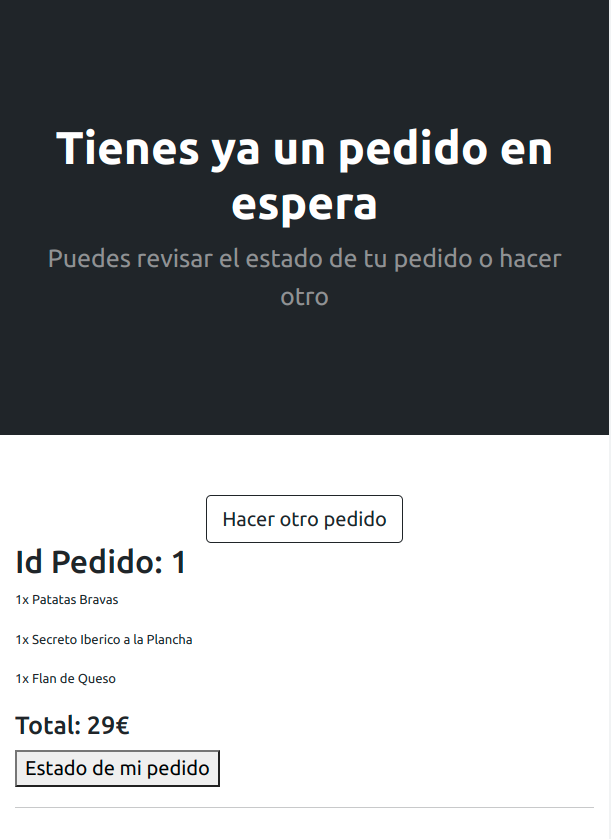 Tienes ya un pedido en
espera
Puedes revisar el estado de tu pedido o hacer
otro
Hacer otro pedido
Id Pedido: 1
1x Patatas Bravas
1x Secreto Iberico a la Plancha
1x Flan de Queso
Total: 29€
Estado de mi pedido